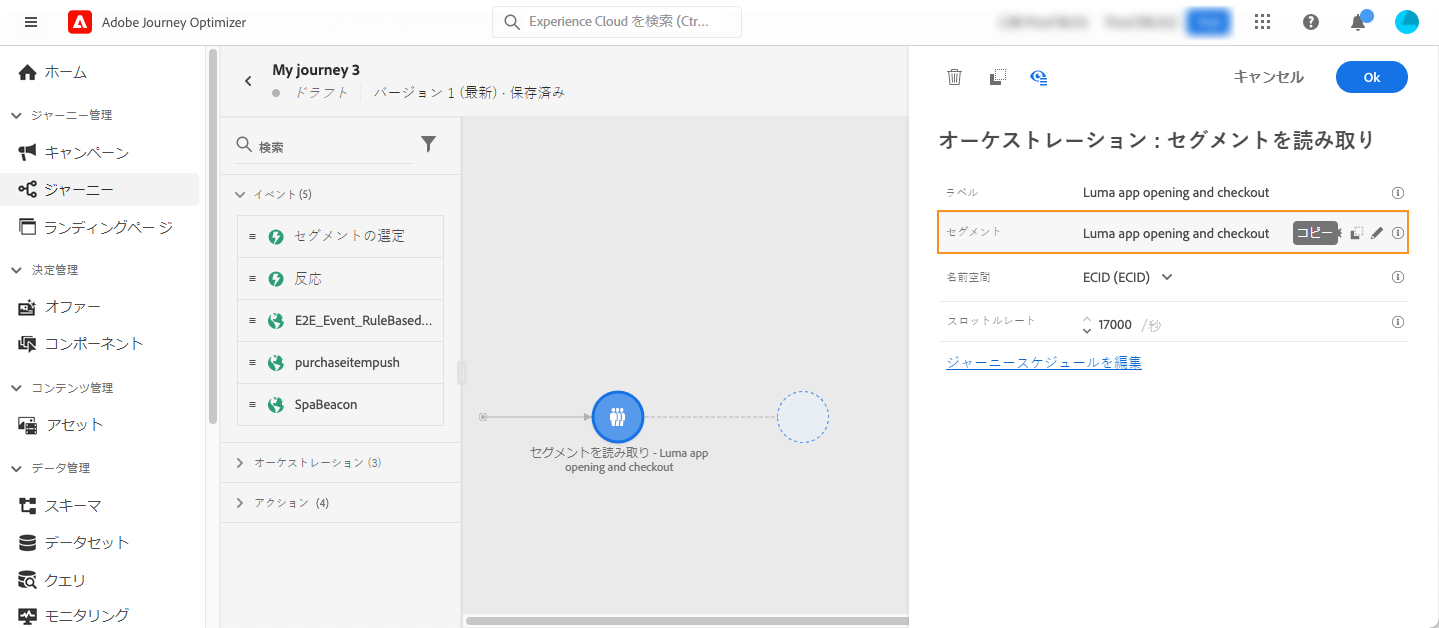 Adobe Journey Optimizer
Experience Cloud を検索 (Ctr...
ホーム
ジャーニー管理
キャンペーン
ジャーニー
ランディングページ
決定管理
オファー
コンポーネント
コンテンツ管理
アセット
データ管理
スキーマ
データセット
クエリ
モニタリング
My journey 3
ドラフト
バージョン 1 (最新) · 保存済み
検索
イベント (5)
セグメントの選定
反応
E2E_Event_RuleBased...
purchaseitempush
SpaBeacon
オーケストレーション (3)
アクション (4)
セグメントを読み取り - Luma app
opening and checkout
キャンセル
Ok
オーケストレーション : セグメントを読み取り
ラベル
Luma app opening and checkout
セグメント
Luma app opening and checkout
コピー
名前空間
ECID (ECID)
スロットルレート
17000 /秒
ジャーニースケジュールを編集